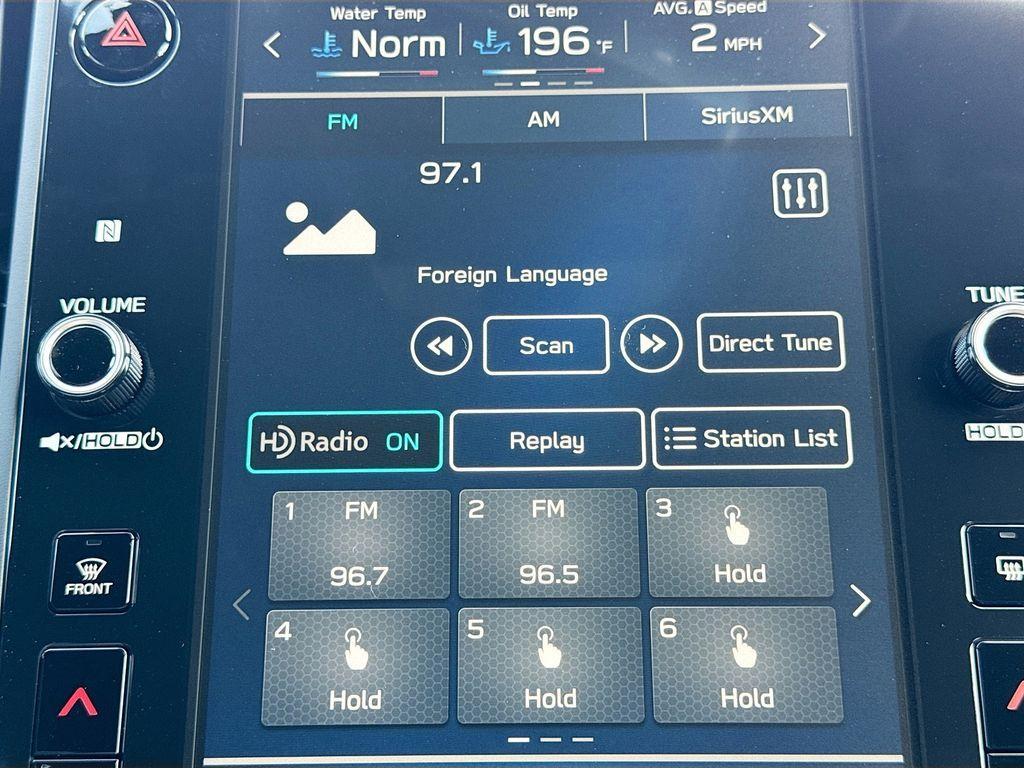 Water Temp
Norm
Oil Temp
196 °F
AVG. A Speed
2 MPH
FM
AM
SiriusXM
97.1
Foreign Language
N
VOLUME
TUNE
Scan
Direct Tune
/HOLD
HD Radio ON
Replay
Station List
HOLD
1 FM
96.7
2 FM
96.5
3
Hold
FRONT
4
Hold
5
Hold
6
Hold